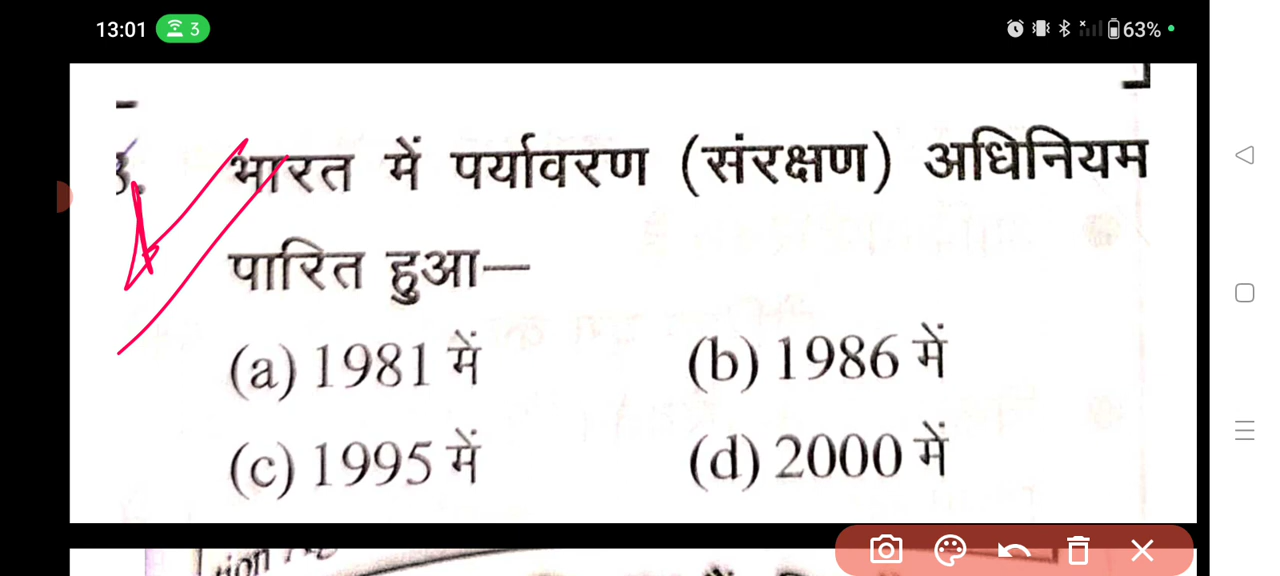 13:01 3 63%
भारत में पर्यावरण (संरक्षण) अधिनियम
पारित हुआ—
(a) 1981 में (b) 1986 में
(c) 1995 में (d) 2000 में